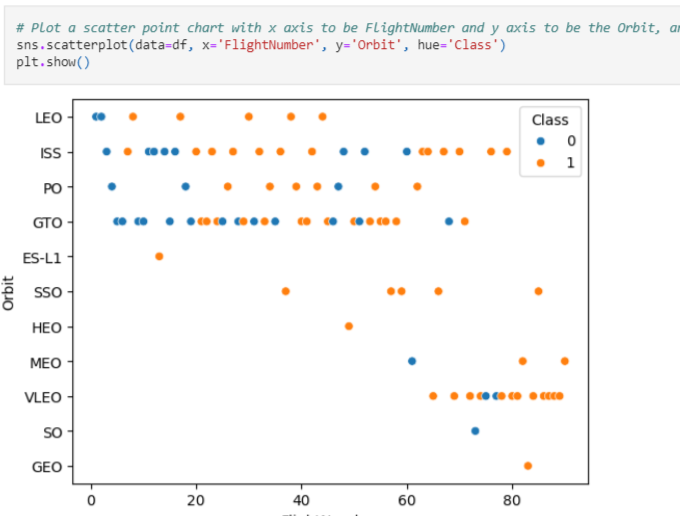 # Plot a scatter point chart with x axis to be FlightNumber and y axis to be the Orbit,
sns.scatterplot(data=df, x='FlightNumber', y='Orbit', hue='Class')
plt.show()
Class
0
1
LEO
ISS
PO
GTO
ES-L1
SSO
HEO
MEO
VLEO
SO
GEO
Orbit
0 20 40 60 80